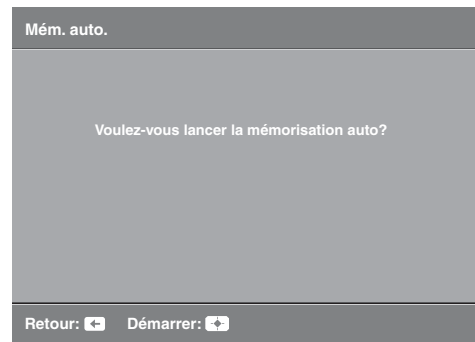 Mém. auto.
Voulez-vous lancer la mémorisation auto?
Retour: Démarrer: